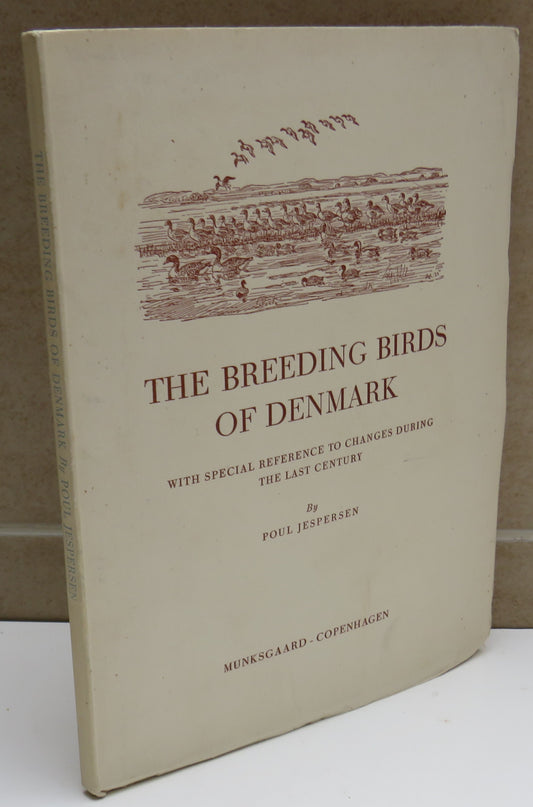 THE BREEDING BIRDS OF DENMARK By POUL JESPERSEN
THE BREEDING BIRDS
OF DENMARK
WITH SPECIAL REFERENCE TO CHANGES DURING
THE LAST CENTURY
By
POUL JESPERSEN
MUNKSGAARD - COPENHAGEN